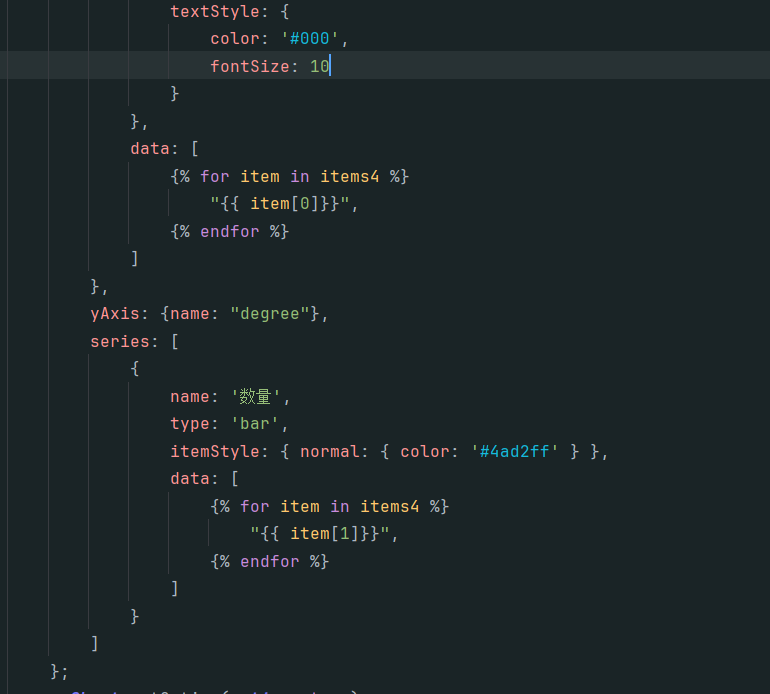 textStyle: {
color: '#000',
fontSize: 10
}
},
data: [
{% for item in items4 %}
"{{ item[0]}}",
{% endfor %}
]
},
yAxis: {name: "degree"},
series: [
{
name: '数量',
type: 'bar',
itemStyle: { normal: { color: '#4ad2ff' } },
data: [
{% for item in items4 %}
"{{ item[1]}}",
{% endfor %}
]
}
]
};